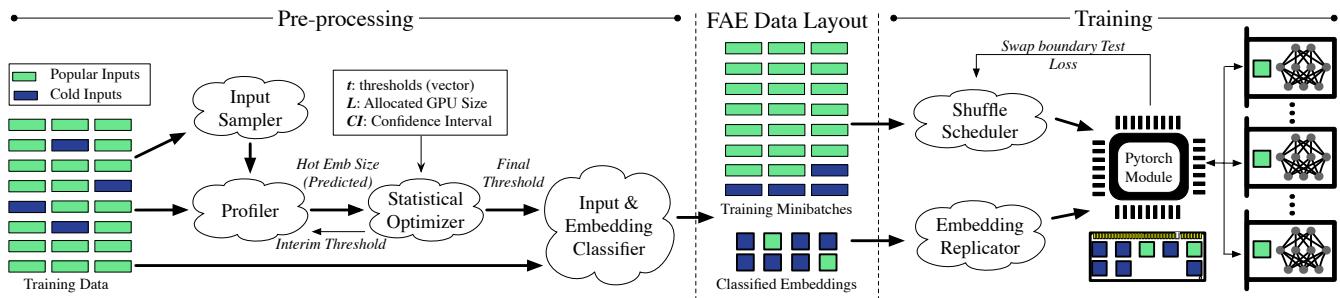 Pre-processing
FAE Data Layout
Training
Popular Inputs
Cold Inputs
Training Data
Input
Sampler
Profiler
t: thresholds (vector)
L: Allocated GPU Size
CI: Confidence Interval
Hot Emb Size
(Predicted)
Interim Threshold
Statistical
Optimizer
Final
Threshold
Input &
Embedding
Classifier
Training Minibatches
Classified Embeddings
Swap boundary Test
Loss
Shuffle
Scheduler
Embedding
Replicator
Pytorch
Module